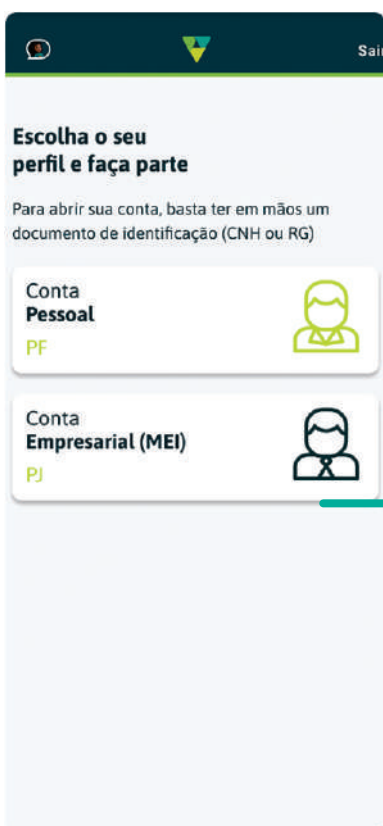 Sair
Escolha o seu
perfil e faça parte
Para abrir sua conta, basta ter em mãos um
documento de identificação (CNH ou RG)
Conta
Pessoal
PF
Conta
Empresarial (MEI)
PJ